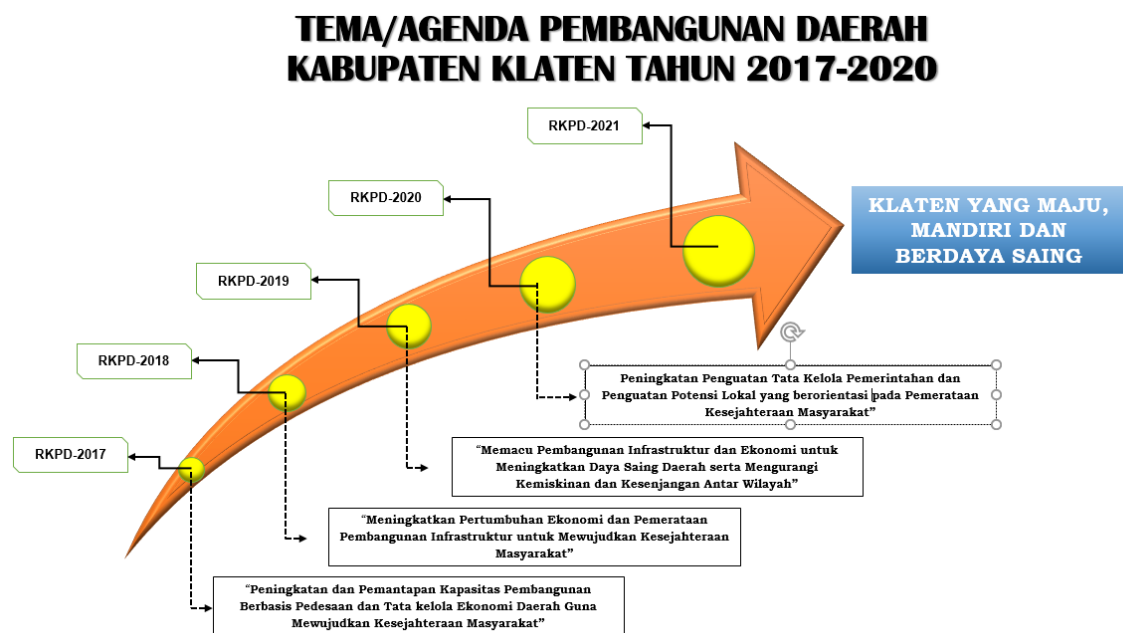 TEMA/AGENDA PEMBANGUNAN DAERAH
KABUPATEN KLATEN TAHUN 2017-2020
RKPD-2021
RKPD-2020
KLATEN YANG MAJU,
MANDIRI DAN
BERDAYA SAING
RKPD-2019
RKPD-2018
Peningkatan Penguatan Tata Kelola Pemerintahan dan
Penguatan Potensi Lokal yang berorientasi pada Pemerataan
Kesejahteraan Masyarakat”
RKPD-2017
“Memacu Pembangunan Infrastruktur dan Ekonomi untuk
Meningkatkan Daya Saing Daerah serta Mengurangi
Kemiskinan dan Kesenjangan Antar Wilayah”
“Meningkatkan Pertumbuhan Ekonomi dan Pemerataan
Pembangunan Infrastruktur untuk Mewujudkan Kesejahteraan
Masyarakat”
“Peningkatan dan Pemantapan Kapasitas Pembangunan
Berbasis Pedesaan dan Tata kelola Ekonomi Daerah Guna
Mewujudkan Kesejahteraan Masyarakat”